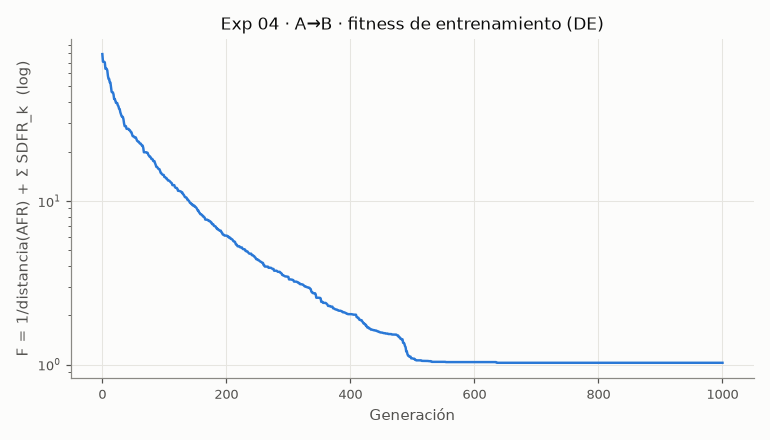 Exp 04 · A→B · fitness de entrenamiento (DE)
F = 1/distancia(AFR) + Σ SDFR_k (log)
10¹
10⁰
0 200 400 600 800 1000
Generación